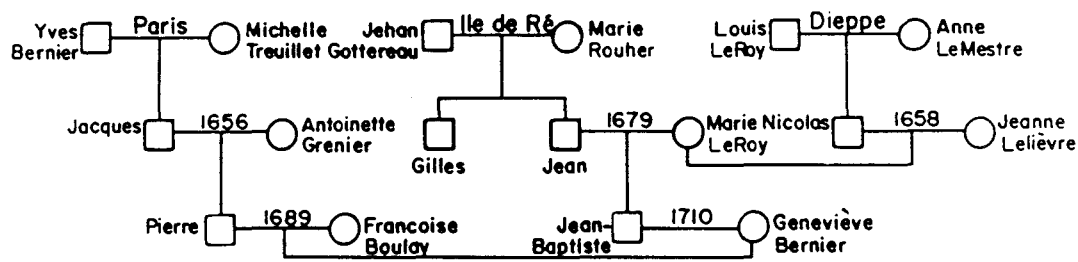 Yves
Bernier
Paris
Michelle
Treuillet
Jehan
Gottereau
Ile de Ré
Marie
Rouher
Louis
LeRoy
Dieppe
Anne
LeMestre
Jacques
1656
Antoinette
Grenier
Gilles
Jean
1679
Marie
LeRoy
Nicolas
1658
Jeanne
Lelièvre
Pierre
1689
Francoise
Boulay
Jean-
Baptiste
1710
Geneviève
Bernier